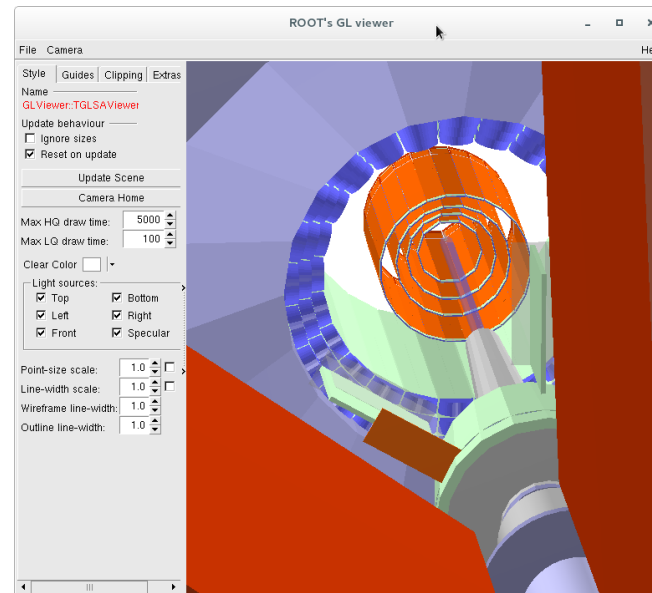 ROOT's GL viewer
File Camera He
Style Guides Clipping Extras
Name
GLViewer::TGLSAViewer
Update behaviour
Ignore sizes
Reset on update
Update Scene
Camera Home
Max HQ draw time: 5000
Max LQ draw time: 100
Clear Color
Light sources:
Top Bottom
Left Right
Front Specular
Point-size scale: 1.0
Line-width scale: 1.0
Wireframe line-width: 1.0
Outline line-width: 1.0